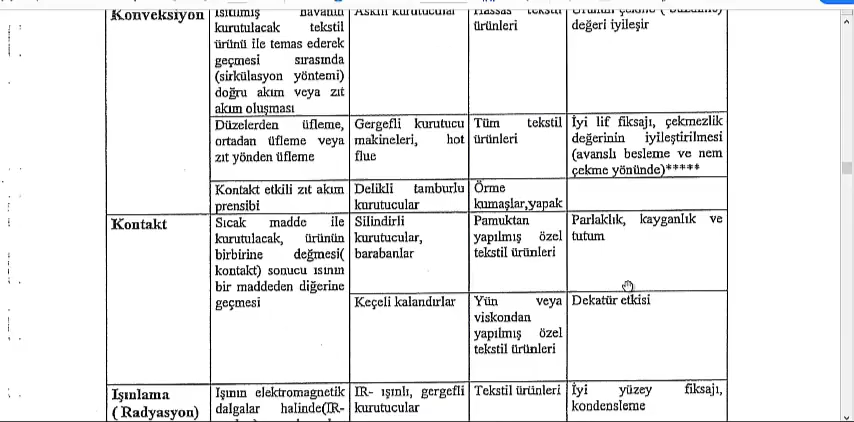 Konveksiyon
Isıtılmış havanın
kurutulacak tekstil
ürünü ile temas ederek
geçmesi sırasında
(sirkülasyon yöntemi)
doğru akım veya zıt
akım oluşması
Askılı kurutucular
Hassas tekstil
ürünleri
değeri iyileşir
Düzelerden üfleme,
ortadan üfleme veya
zıt yönden üfleme
Gergefli kurutucu
makineleri, hot
flue
Tüm tekstil
ürünleri
İyi lif fiksajı, çekmezlik
değerinin iyileştirilmesi
(avanslı besleme ve nem
çekme yönünde)*****
Kontakt etkili zıt akım
prensibi
Delikli tamburlu
kurutucular
Örme
kumaşlar,yapak
Kontakt
Sıcak madde ile
kurutulacak, ürünün
birbirine değmesi(
kontakt) sonucu ısının
bir maddeden diğerine
geçmesi
Silindirli
kurutucular,
barabanlar
Pamuktan
yapılmış özel
tekstil ürünleri
Parlaklık, kayganlık ve
tutum
Keçeli kalandırlar
Yün veya
viskondan
yapılmış özel
tekstil ürünleri
Dekatür etkisi
Işınlama
( Radyasyon)
Işının elektromagnetik
dalgalar halinde(IR-
IR- ışınlı, gergefli
kurutucular
Tekstil ürünleri
İyi yüzey fiksajı,
kondensleme